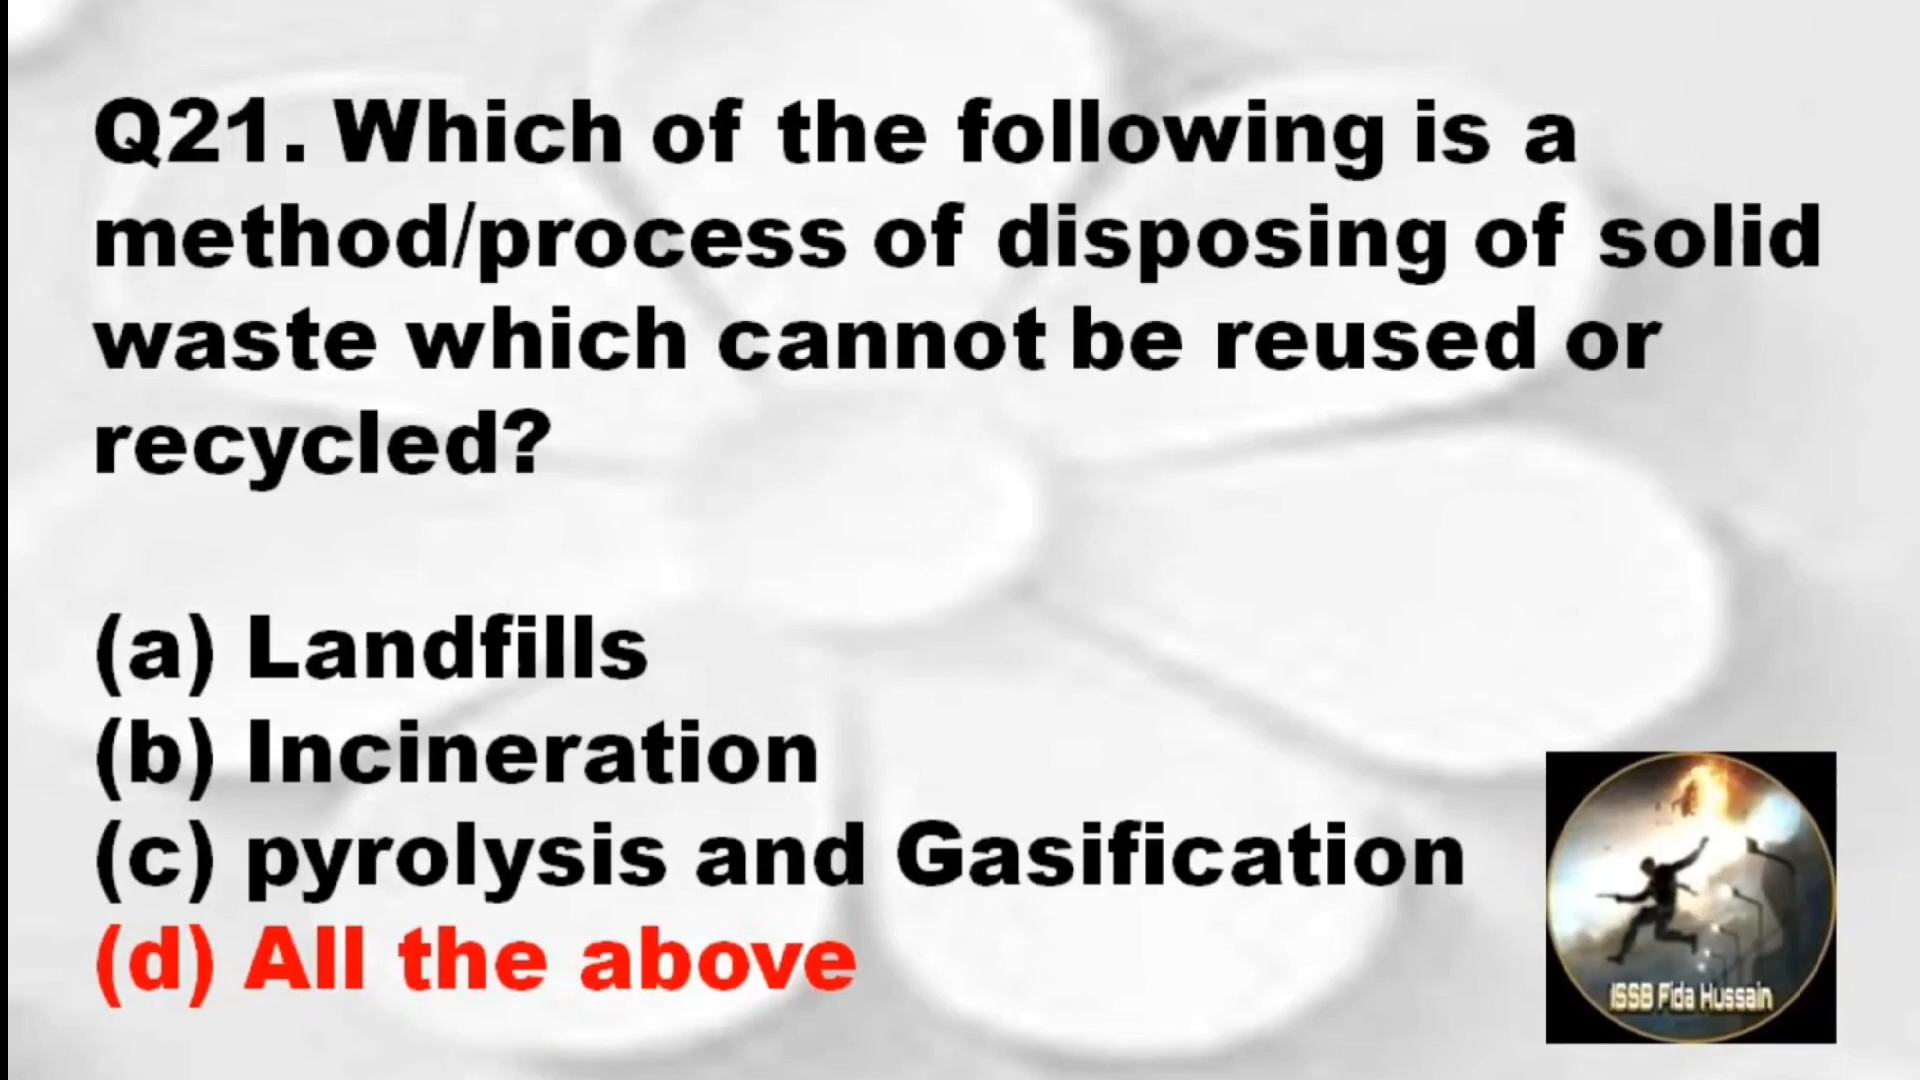 Q21. Which of the following is a
method/process of disposing of solid
waste which cannot be reused or
recycled?
(a) Landfills
(b) Incineration
(c) pyrolysis and Gasification
(d) All the above
ISSB Fida Hussain